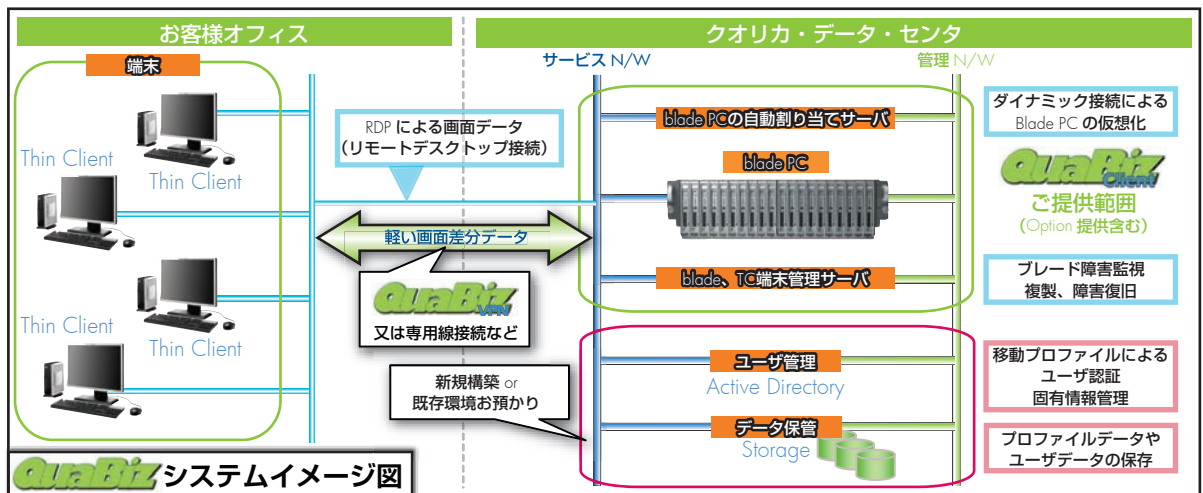 お客様オフィス
クオリカ・データ・センタ
端末
サービス N/W
管理 N/W
Thin Client
Thin Client
Thin Client
Thin Client
RDP による画面データ
（リモートデスクトップ接続）
軽い画面差分データ
QuaBiz VPN
又は専用線接続など
新規構築 or
既存環境お預かり
blade PCの自動割り当てサーバ
blade PC
blade、TC端末管理サーバ
ユーザ管理
Active Directory
データ保管
Storage
ダイナミック接続による
Blade PC の仮想化
QuaBiz Client
ご提供範囲
（Option 提供含む）
ブレード障害監視
複製、障害復旧
移動プロファイルによる
ユーザ認証
固有情報管理
プロファイルデータや
ユーザデータの保存
QuaBiz システムイメージ図